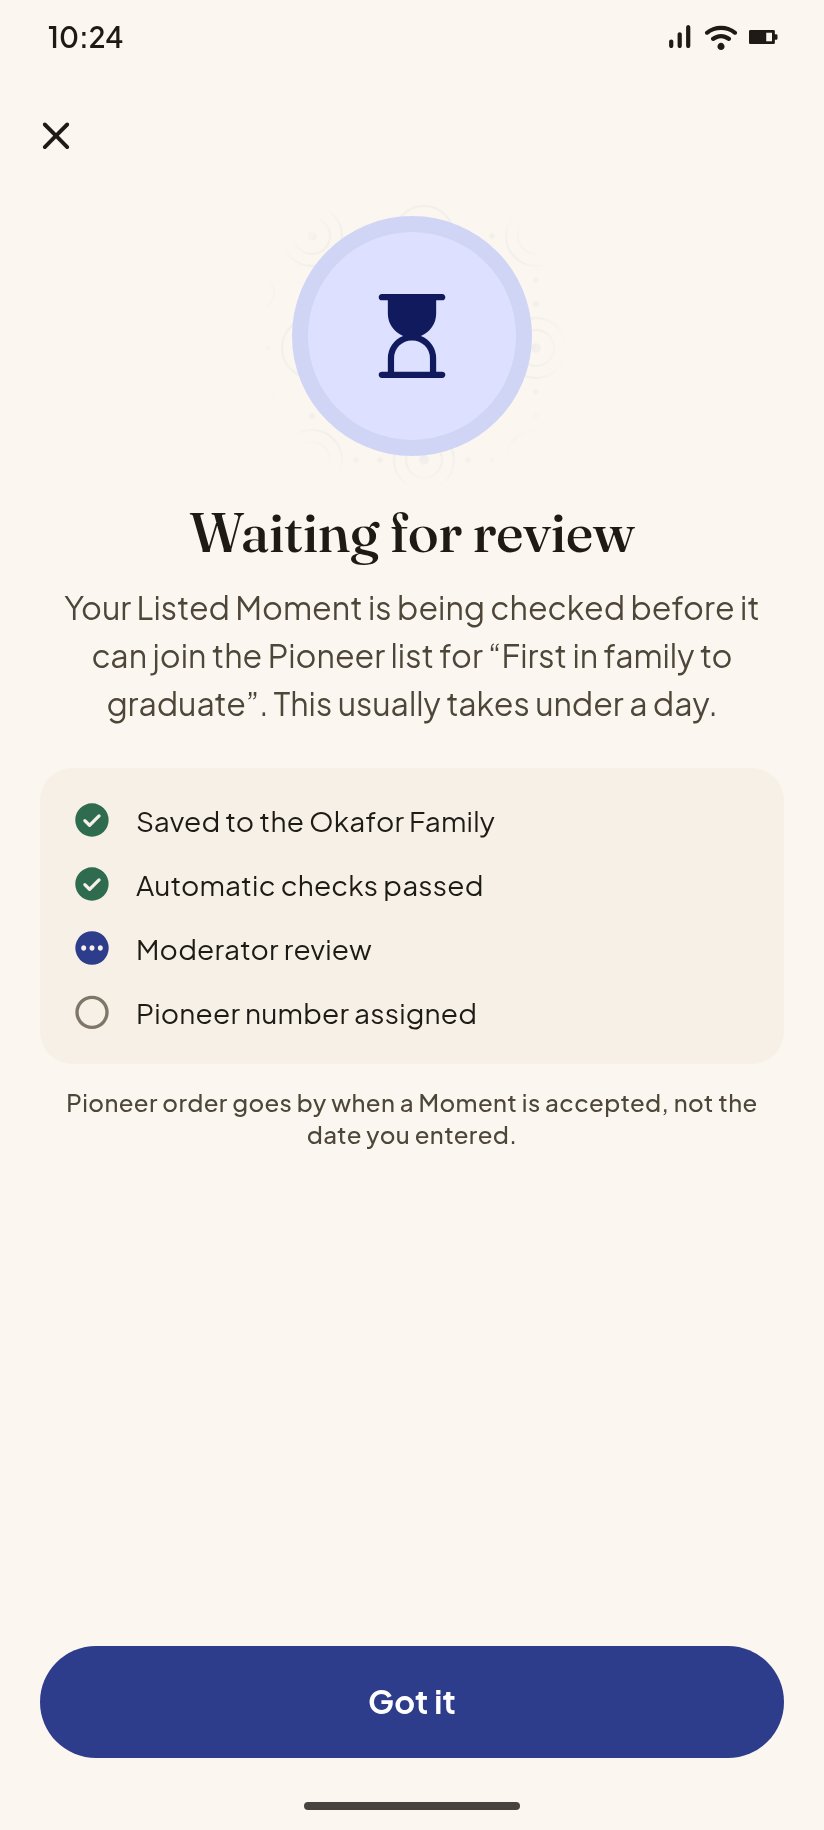 10:24
Waiting for review
Your Listed Moment is being checked before it
can join the Pioneer list for “First in family to
graduate”. This usually takes under a day.
Saved to the Okafor Family
Automatic checks passed
Moderator review
Pioneer number assigned
Pioneer order goes by when a Moment is accepted, not the
date you entered.
Got it